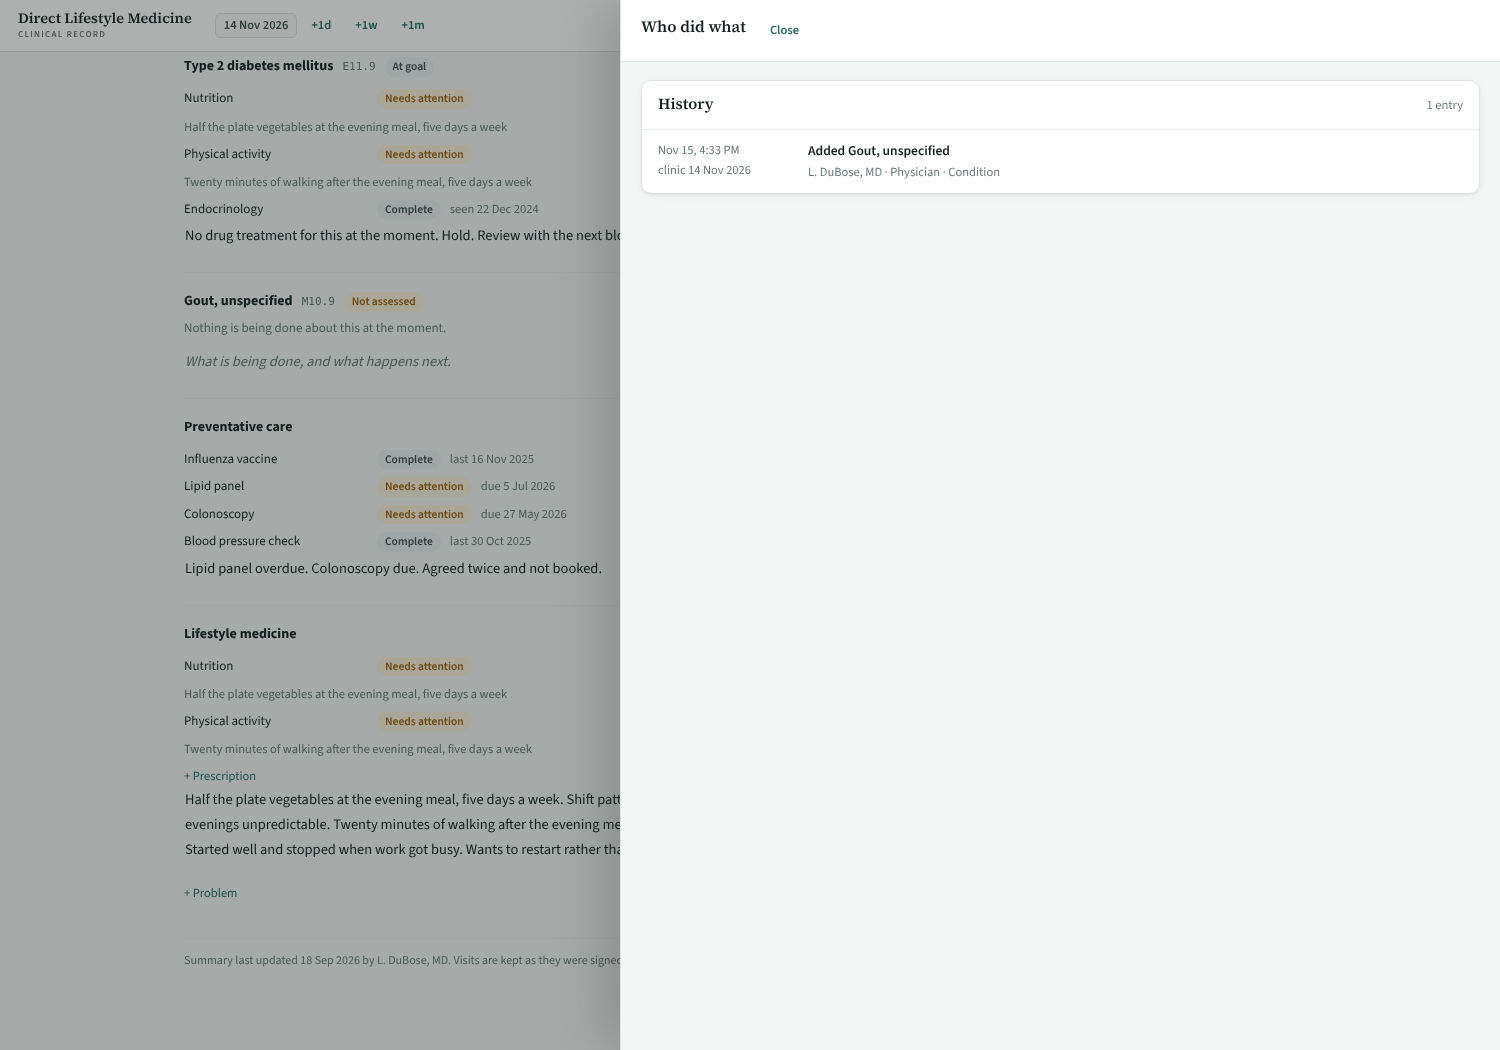 Direct Lifestyle Medicine
CLINICAL RECORD
14 Nov 2026 +1d +1w +1m
Type 2 diabetes mellitus E11.9 At goal
Nutrition Needs attention
Half the plate vegetables at the evening meal, five days a week
Physical activity Needs attention
Twenty minutes of walking after the evening meal, five days a week
Endocrinology Complete seen 22 Dec 2024
No drug treatment for this at the moment. Hold. Review with the next
Gout, unspecified M10.9 Not assessed
Nothing is being done about this at the moment.
What is being done, and what happens next.
Preventative care
Influenza vaccine Complete last 16 Nov 2025
Lipid panel Needs attention due 5 Jul 2026
Colonoscopy Needs attention due 27 May 2026
Blood pressure check Complete last 30 Oct 2025
Lipid panel overdue. Colonoscopy due. Agreed twice and not booked.
Lifestyle medicine
Nutrition Needs attention
Half the plate vegetables at the evening meal, five days a week
Physical activity Needs attention
Twenty minutes of walking after the evening meal, five days a week
+ Prescription
Half the plate vegetables at the evening meal, five days a week. Shift
evenings unpredictable. Twenty minutes of walking after the evening
Started well and stopped when work got busy. Wants to restart rather
+ Problem
Summary last updated 18 Sep 2026 by L. DuBose, MD. Visits are kept as they were signed
Who did what Close
History 1 entry
Nov 15, 4:33 PM Added Gout, unspecified
clinic 14 Nov 2026 L. DuBose, MD · Physician · Condition